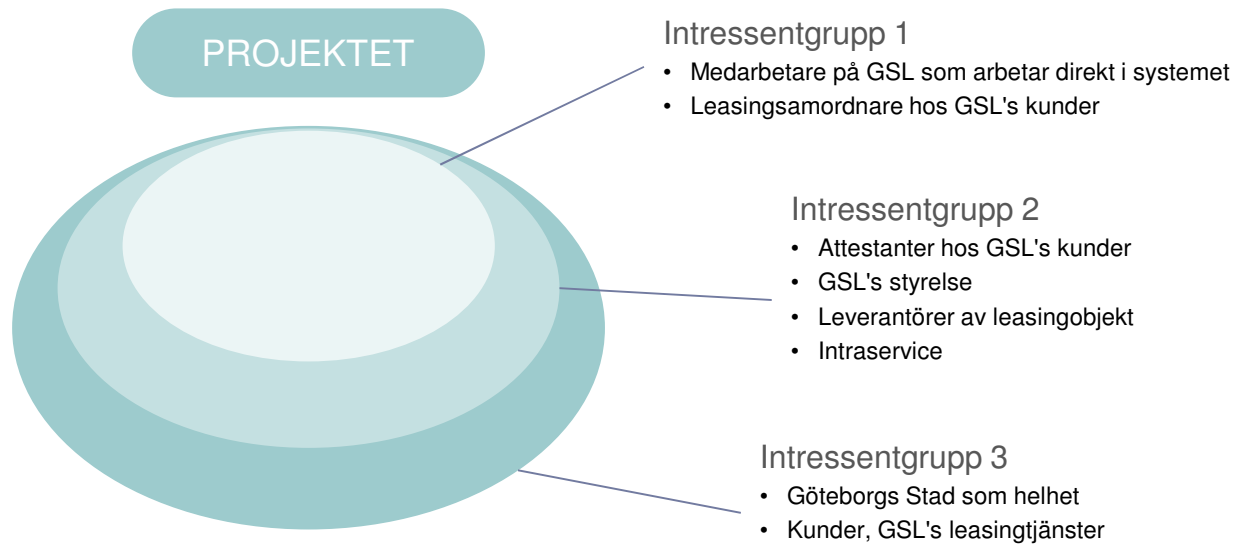 PROJEKTET
Intressentgrupp 1
• Medarbetare på GSL som arbetar direkt i systemet
• Leasingsamordnare hos GSL's kunder
Intressentgrupp 2
• Attestanter hos GSL's kunder
• GSL's styrelse
• Leverantörer av leasingobjekt
• Intraservice
Intressentgrupp 3
• Göteborgs Stad som helhet
• Kunder, GSL's leasingtjänster